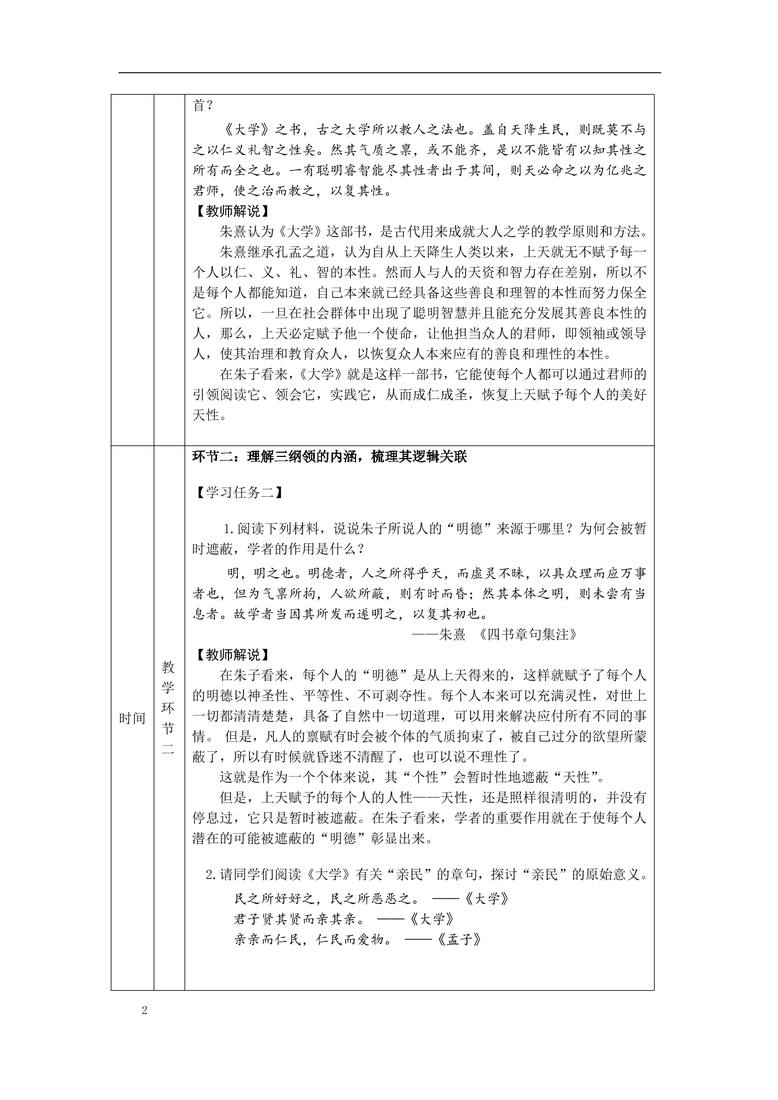 首？
《大学》之书，古之大学所以教人之法也。盖自天降生民，则既莫不与
之以仁义礼智之性矣。然其气质之禀，或不能齐，是以不能皆有以知其性之
所有而全之也。一有聪明睿智能尽其性者出于其间，则天必命之以为亿兆之
君师，使之治而教之，以复其性。
【教师解说】
朱熹认为《大学》这部书，是古代用来成就大人之学的教学原则和方法。
朱熹继承孔孟之道，认为自从上天降生人类以来，上天就无不赋予每一
个人以仁、义、礼、智的本性。然而人与人的天资和智力存在差别，所以不
是每个人都能知道，自己本来就已经具备这些善良和理智的本性而努力保全
它。所以，一旦在社会群体中出现了聪明智慧并且能充分发展其善良本性的
人，那么，上天必定赋予他一个使命，让他担当众人的君师，即领袖或领导
人，使其治理和教育众人，以恢复众人本来应有的善良和理性的本性。
在朱子看来，《大学》就是这样一部书，它能使每个人都可以通过君师的
引领阅读它、领会它，实践它，从而成仁成圣，恢复上天赋予每个人的美好
天性。
时间
教
学
环
节
二
环节二：理解三纲领的内涵，梳理其逻辑关联
【学习任务二】
1.阅读下列材料，说说朱子所说人的“明德”来源于哪里？为何会被暂
时遮蔽，学者的作用是什么？
明，明之也。明德者，人之所得乎天，而虚灵不昧，以具众理而应万事
者也，但为气禀所拘，人欲所蔽，则有时而昏；然其本体之明，则未尝有当
息者。故学者当因其所发而遂明之，以复其初也。
——朱熹 《四书章句集注》
【教师解说】
在朱子看来，每个人的“明德”是从上天得来的，这样就赋予了每个人
的明德以神圣性、平等性、不可剥夺性。每个人本来可以充满灵性，对世上
一切都清清楚楚，具备了自然中一切道理，可以用来解决应付所有不同的事
情。 但是，凡人的禀赋有时会被个体的气质拘束了，被自己过分的欲望所蒙
蔽了，所以有时候就昏迷不清醒了，也可以说不理性了。
这就是作为一个个体来说，其“个性”会暂时性地遮蔽“天性”。
但是，上天赋予的每个人的人性——天性，还是照样很清明的，并没有
停息过，它只是暂时被遮蔽。在朱子看来，学者的重要作用就在于使每个人
潜在的可能被遮蔽的“明德”彰显出来。
2.请同学们阅读《大学》有关“亲民”的章句，探讨“亲民”的原始意义。
民之所好好之，民之所恶恶之。 ——《大学》
君子贤其贤而亲其亲。 ——《大学》
亲亲而仁民，仁民而爱物。 ——《孟子》
2